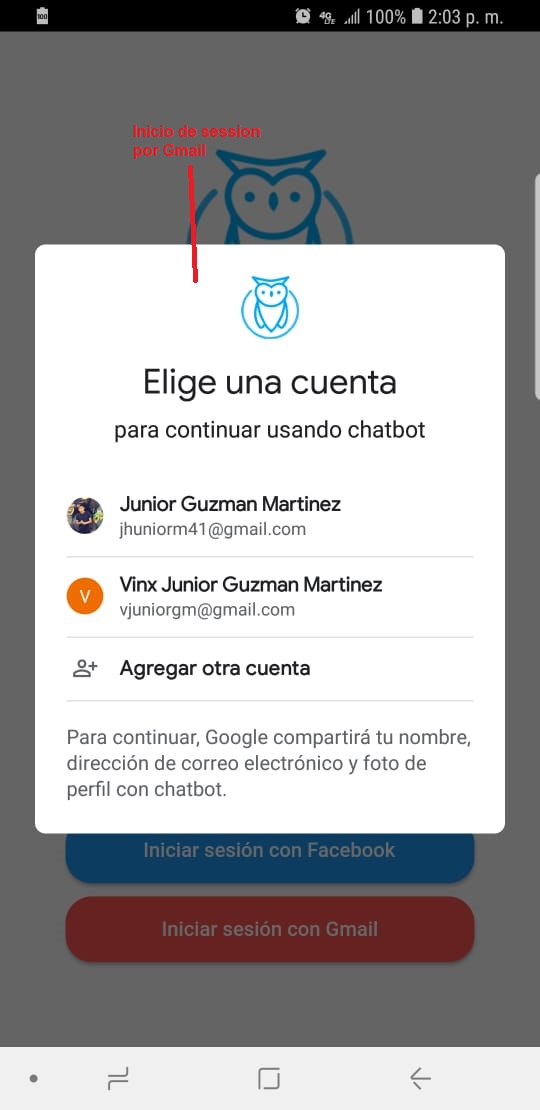 100% 2:03 p. m.
Inicio de session
por Gmail
Elige una cuenta
para continuar usando chatbot
Junior Guzman Martinez
jhuniorm41@gmail.com
V
Vinx Junior Guzman Martinez
vjuniorgm@gmail.com
Agregar otra cuenta
Para continuar, Google compartirá tu nombre,
dirección de correo electrónico y foto de
perfil con chatbot.
Iniciar sesión con Facebook
Iniciar sesión con Gmail